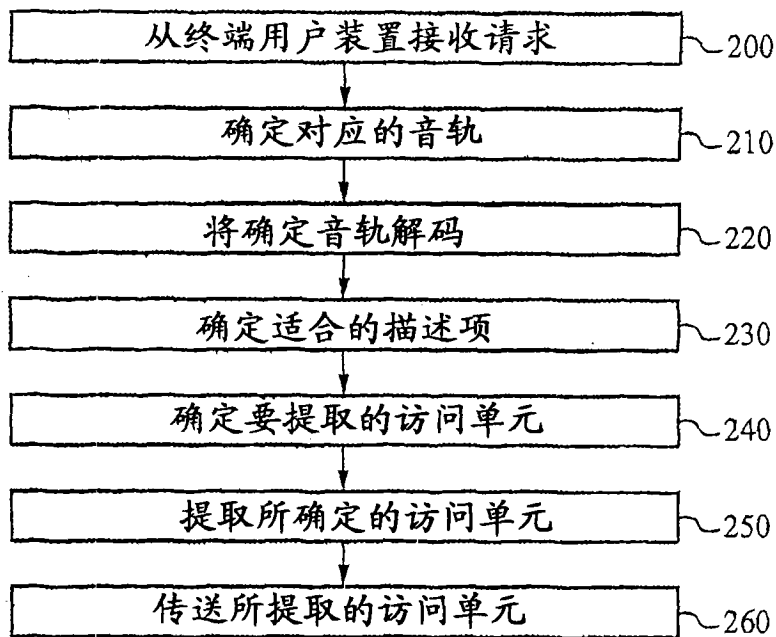 从终端用户装置接收请求 200
确定对应的音轨 210
将确定音轨解码 220
确定适合的描述项 230
确定要提取的访问单元 240
提取所确定的访问单元 250
传送所提取的访问单元 260